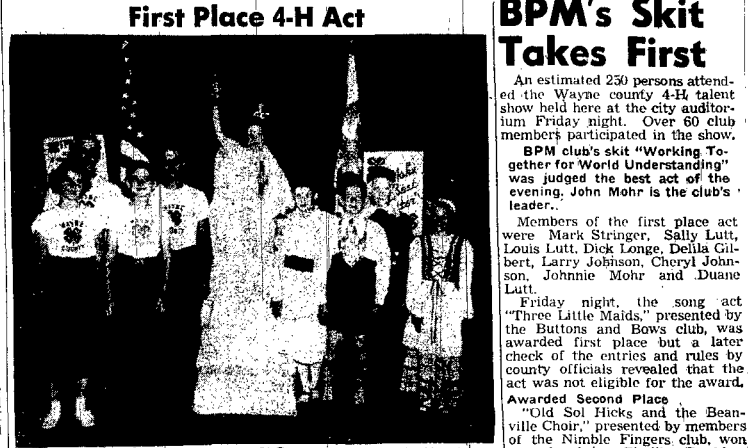 First Place 4-H Act
WAYNE
COUNTY
BPM's Skit
Takes First
An estimated 250 persons attend-
ed the Wayne county 4-H talent
show held here at the city auditor-
ium Friday night. Over 60 club
members participated in the show.
BPM club's skit "Working To-
gether for World Understanding"
was judged the best act of the
evening. John Mohr is the club's
leader.
Members of the first place act
were Mark Stringer, Sally Lutt,
Louis Lutt, Dick Longe, Delila Gil-
bert, Larry Johnson, Cheryl John-
son, Johnnie Mohr and Duane
Lutt.
Friday night, the song act
"Three Little Maids," presented by
the Buttons and Bows club, was
awarded first place but a later
check of the entries and rules by
county officials revealed that the
act was not eligible for the award.
Awarded Second Place
"Old Sol Hicks and the Bean-
ville Choir," presented by members
of the Nimble Fingers club, won